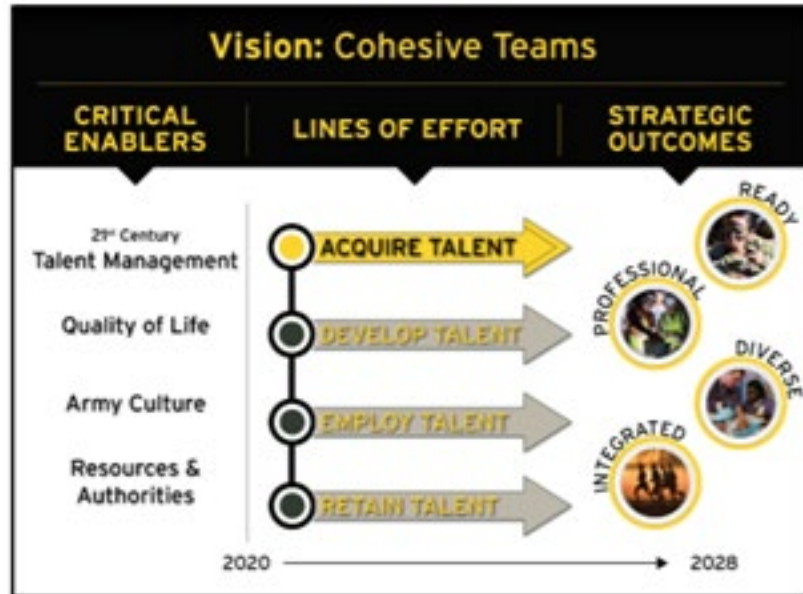 Vision: Cohesive Teams
CRITICAL
ENABLERS
LINES OF EFFORT
STRATEGIC
OUTCOMES
21st Century
Talent Management
Quality of Life
Army Culture
Resources &
Authorities
ACQUIRE TALENT
DEVELOP TALENT
EMPLOY TALENT
RETAIN TALENT
READY
PROFESSIONAL
DIVERSE
INTEGRATED
2020
2028